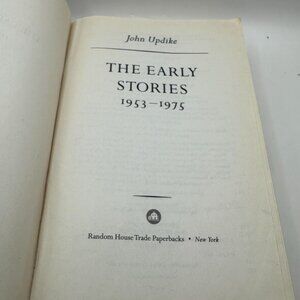 John Updike
THE EARLY
STORIES
1953–1975
Random House Trade Paperbacks • New York